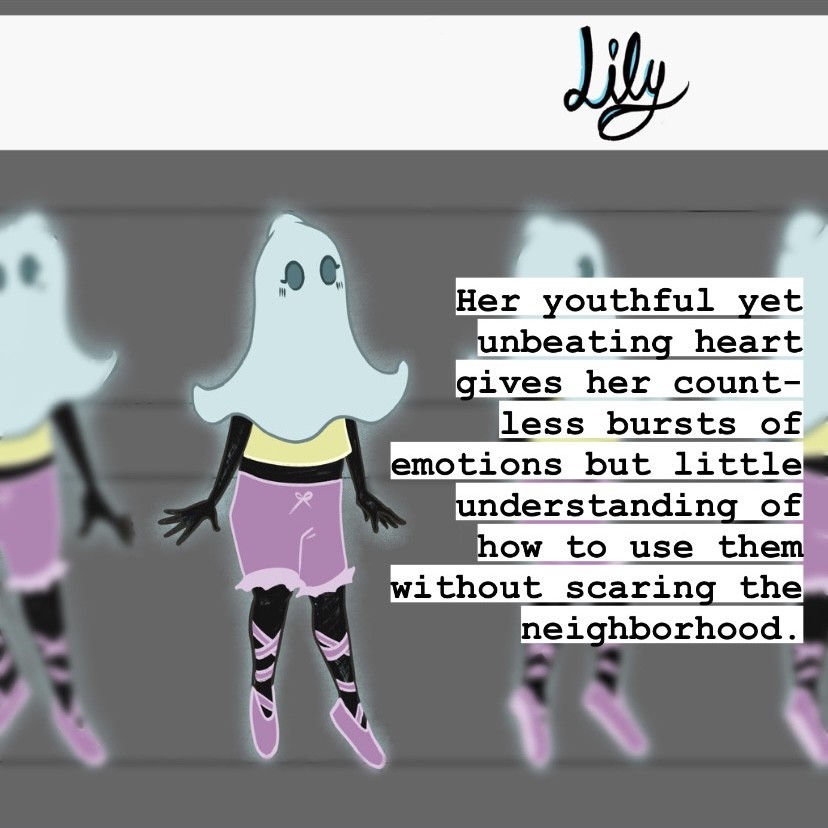 Lily
Her youthful yet
unbeating heart
gives her count-
less bursts of
emotions but little
understanding of
how to use them
without scaring the
neighborhood.